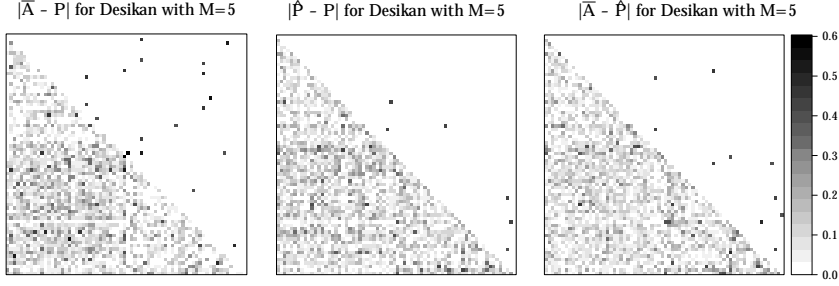 |A̅ - P| for Desikan with M=5
|P̂ - P| for Desikan with M=5
|A̅ - P̂| for Desikan with M=5
0.6
0.5
0.4
0.3
0.2
0.1
0.0